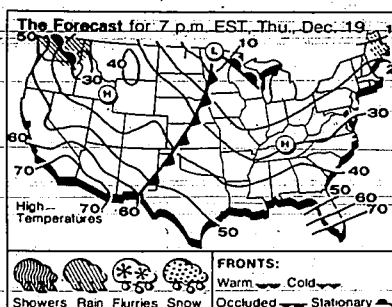 The Forecast for 7 p.m. EST, Thu., Dec. 19
50
10
L
40
30
H
30
H
60
70
40
50
60
70
High
Temperatures
70
60
50
Showers Rain Flurries Snow
FRONTS:
Warm Cold
Occluded Stationary